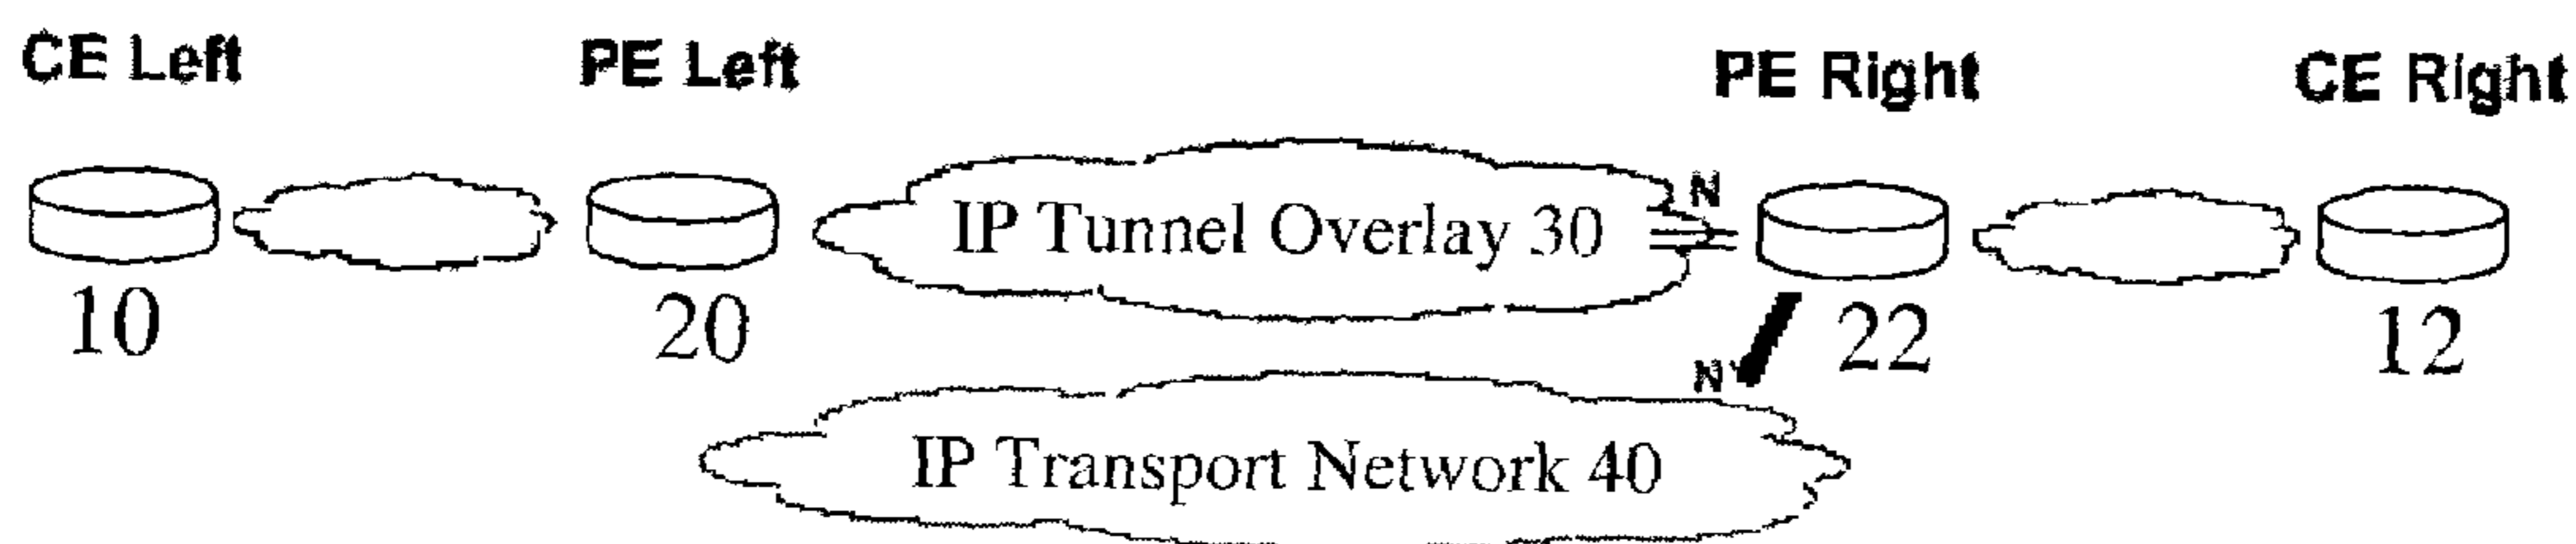 CE Left PE Left PE Right CE Right
N
IP Tunnel Overlay 30
10 20 22 12
N'
IP Transport Network 40